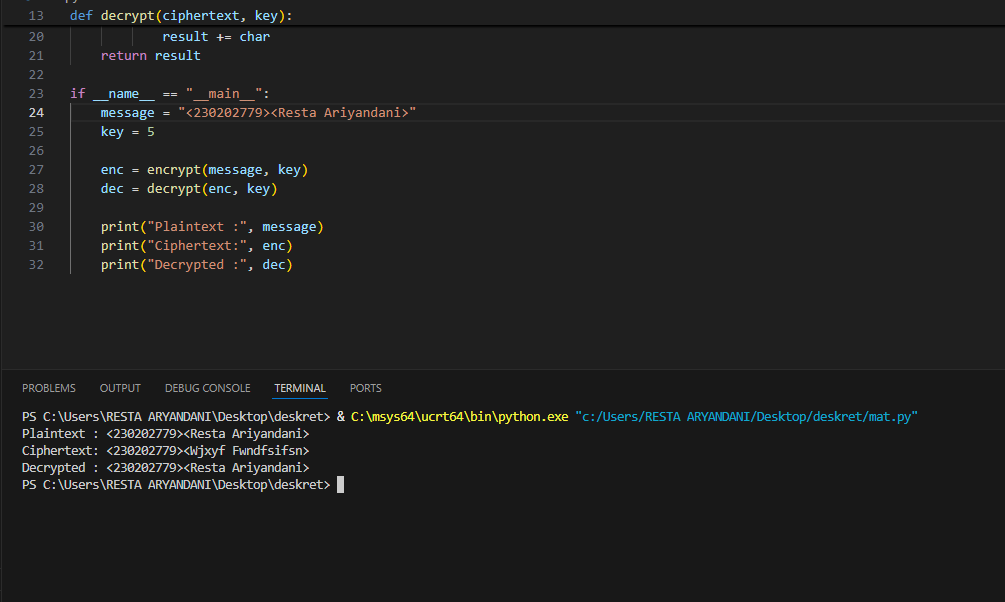 13 def decrypt(ciphertext, key):
20 result += char
21 return result
22
23 if __name__ == "__main__":
24 message = "<230202779><Resta Ariyandani>"
25 key = 5
26
27 enc = encrypt(message, key)
28 dec = decrypt(enc, key)
29
30 print("Plaintext :", message)
31 print("Ciphertext:", enc)
32 print("Decrypted :", dec)
PROBLEMS OUTPUT DEBUG CONSOLE TERMINAL PORTS
PS C:\Users\RESTA ARYANDANI\Desktop\deskret> & C:\msys64\ucrt64\bin\python.exe "c:/Users/RESTA ARYANDANI/Desktop/deskret/mat.py"
Plaintext : <230202779><Resta Ariyandani>
Ciphertext: <230202779><Wjxyf Fwndfsifsn>
Decrypted : <230202779><Resta Ariyandani>
PS C:\Users\RESTA ARYANDANI\Desktop\deskret>